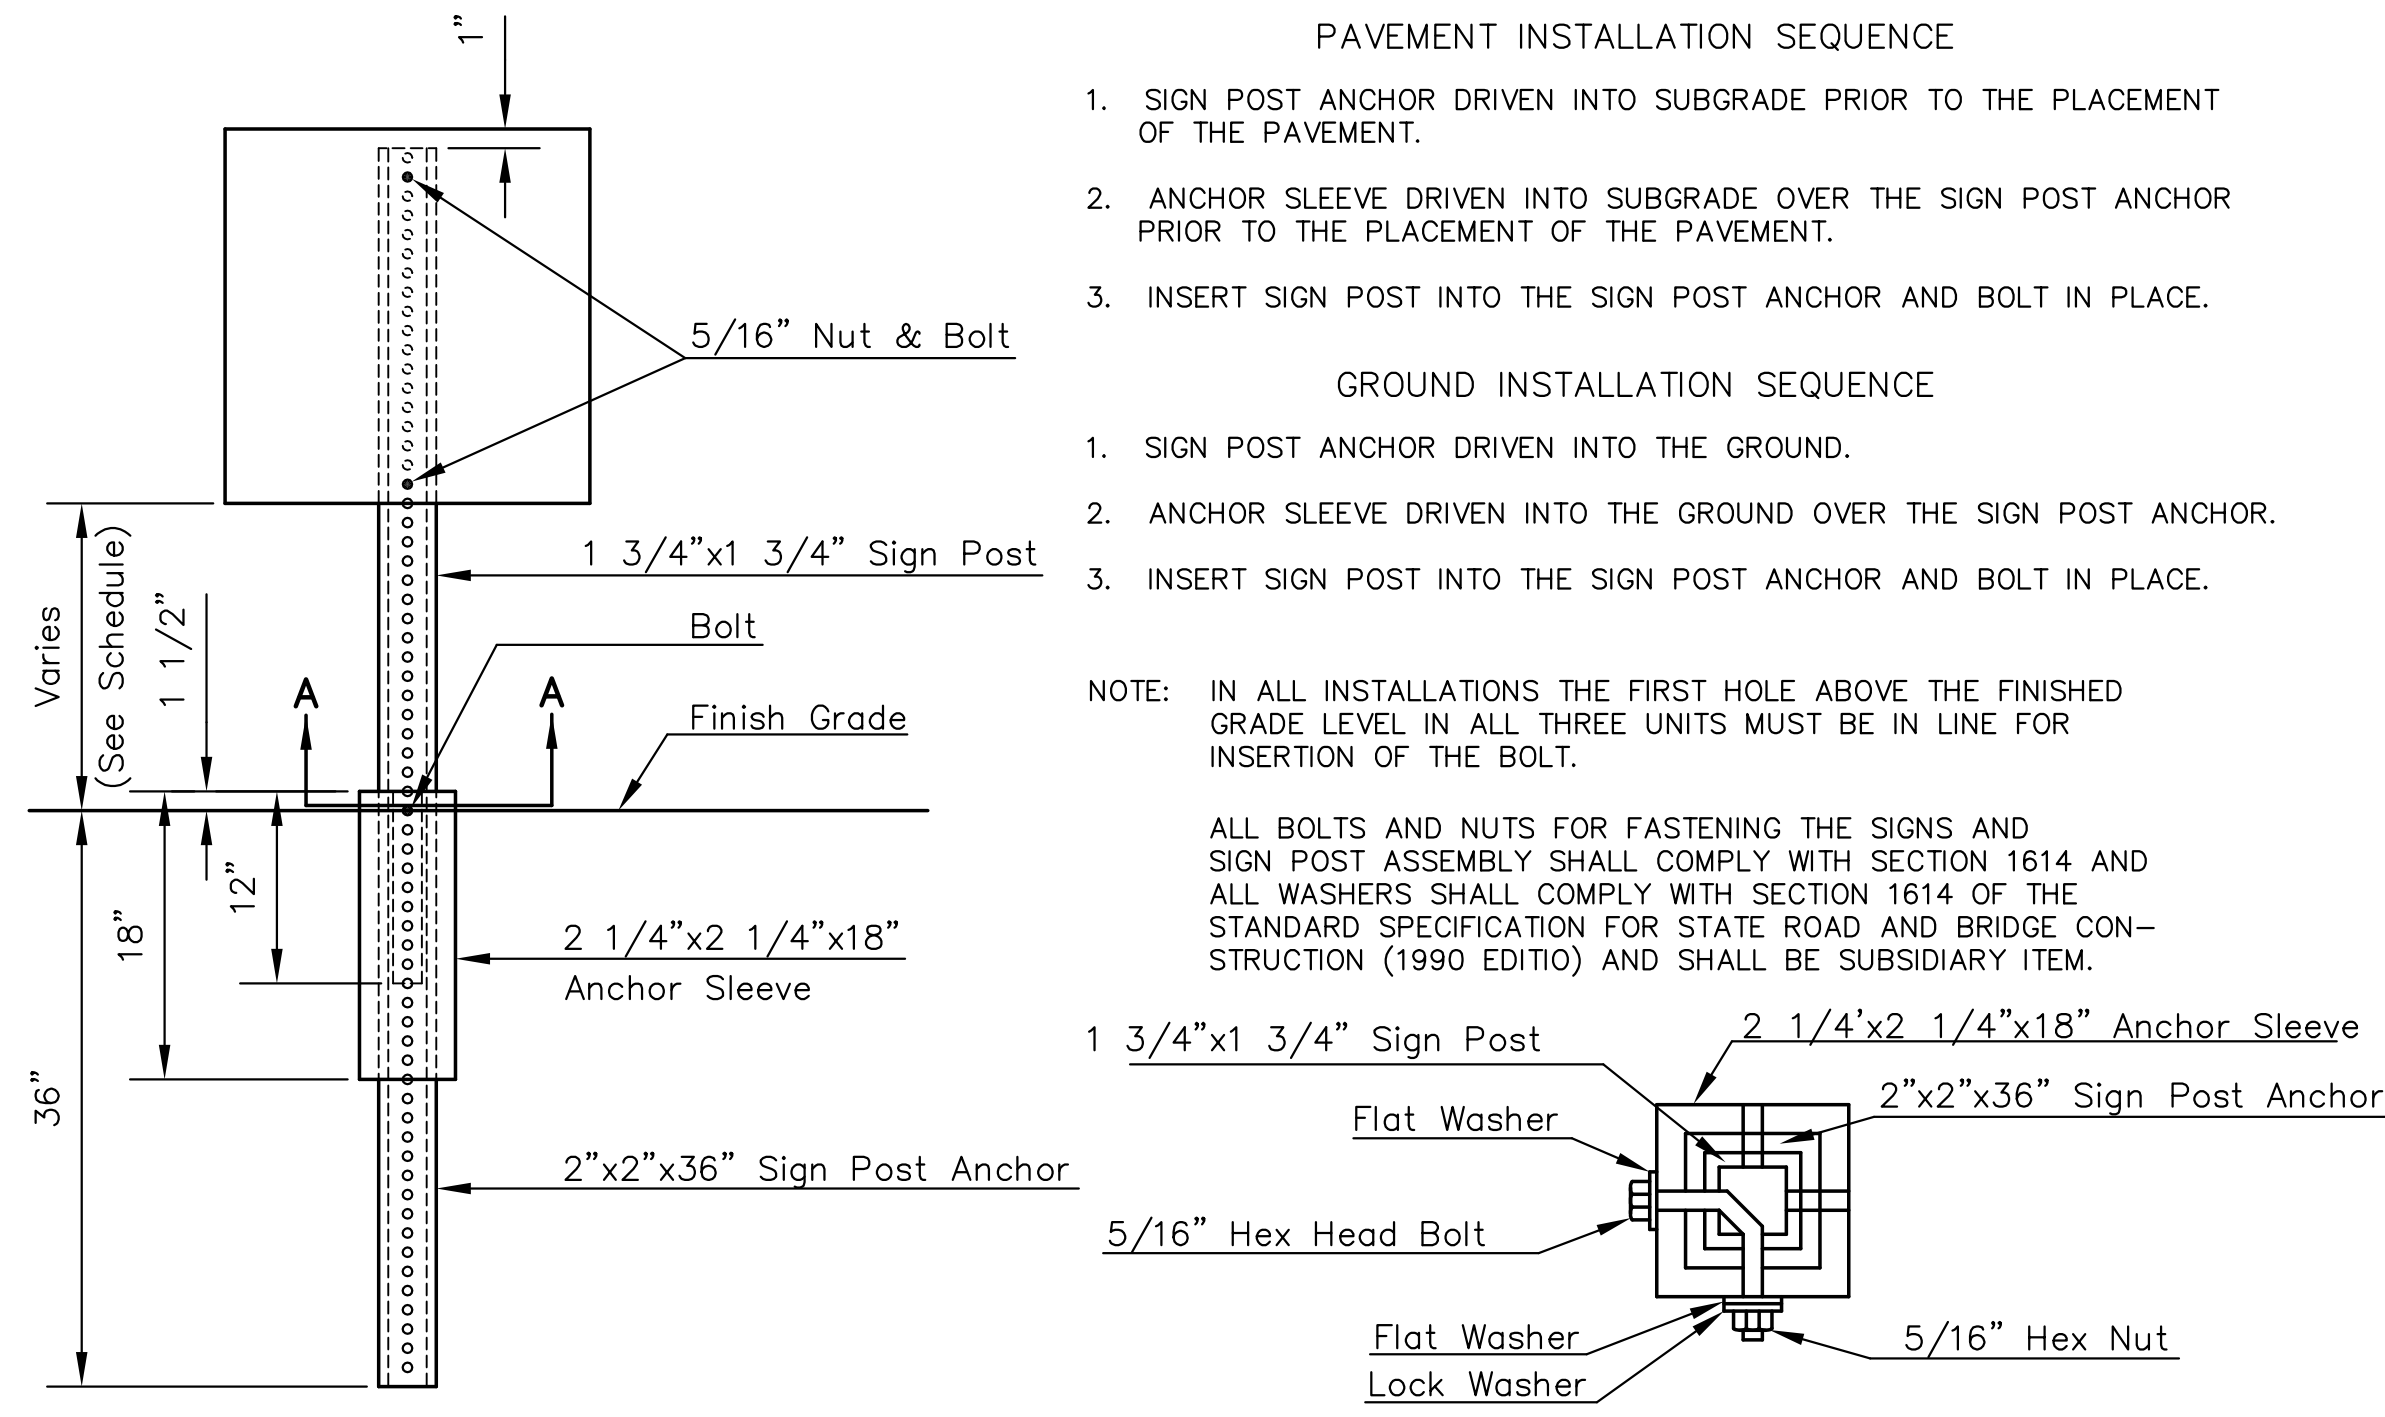 1”
5/16” Nut & Bolt
1 3/4”x1 3/4” Sign Post
Varies
(See Schedule)
1 1/2”
Bolt
A
A
Finish Grade
12”
18”
2 1/4”x2 1/4”x18”
Anchor Sleeve
36”
2”x2”x36” Sign Post Anchor
PAVEMENT INSTALLATION SEQUENCE
1. SIGN POST ANCHOR DRIVEN INTO SUBGRADE PRIOR TO THE PLACEMENT
OF THE PAVEMENT.
2. ANCHOR SLEEVE DRIVEN INTO SUBGRADE OVER THE SIGN POST ANCHOR
PRIOR TO THE PLACEMENT OF THE PAVEMENT.
3. INSERT SIGN POST INTO THE SIGN POST ANCHOR AND BOLT IN PLACE.
GROUND INSTALLATION SEQUENCE
1. SIGN POST ANCHOR DRIVEN INTO THE GROUND.
2. ANCHOR SLEEVE DRIVEN INTO THE GROUND OVER THE SIGN POST ANCHOR.
3. INSERT SIGN POST INTO THE SIGN POST ANCHOR AND BOLT IN PLACE.
NOTE: IN ALL INSTALLATIONS THE FIRST HOLE ABOVE THE FINISHED
GRADE LEVEL IN ALL THREE UNITS MUST BE IN LINE FOR
INSERTION OF THE BOLT.
ALL BOLTS AND NUTS FOR FASTENING THE SIGNS AND
SIGN POST ASSEMBLY SHALL COMPLY WITH SECTION 1614 AND
ALL WASHERS SHALL COMPLY WITH SECTION 1614 OF THE
STANDARD SPECIFICATION FOR STATE ROAD AND BRIDGE CON-
STRUCTION (1990 EDITIO) AND SHALL BE SUBSIDIARY ITEM.
2 1/4'x2 1/4”x18” Anchor Sleeve
1 3/4”x1 3/4” Sign Post
2”x2”x36” Sign Post Anchor
Flat Washer
5/16” Hex Head Bolt
Flat Washer
5/16” Hex Nut
Lock Washer